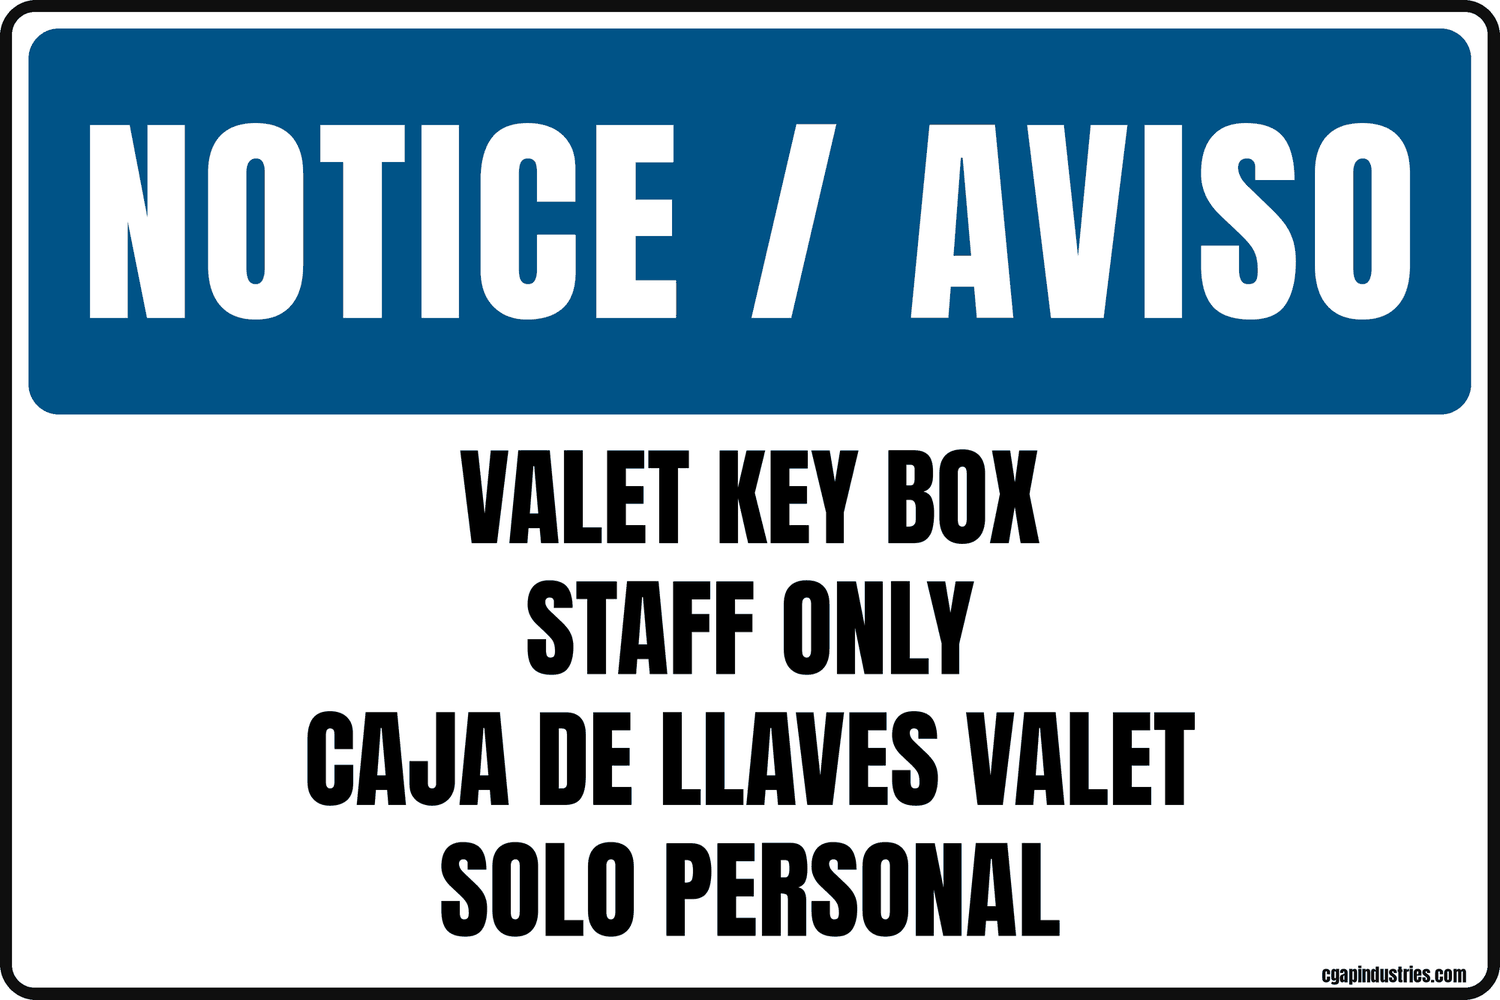 NOTICE / AVISO
VALET KEY BOX
STAFF ONLY
CAJA DE LLAVES VALET
SOLO PERSONAL
cgapindustries.com